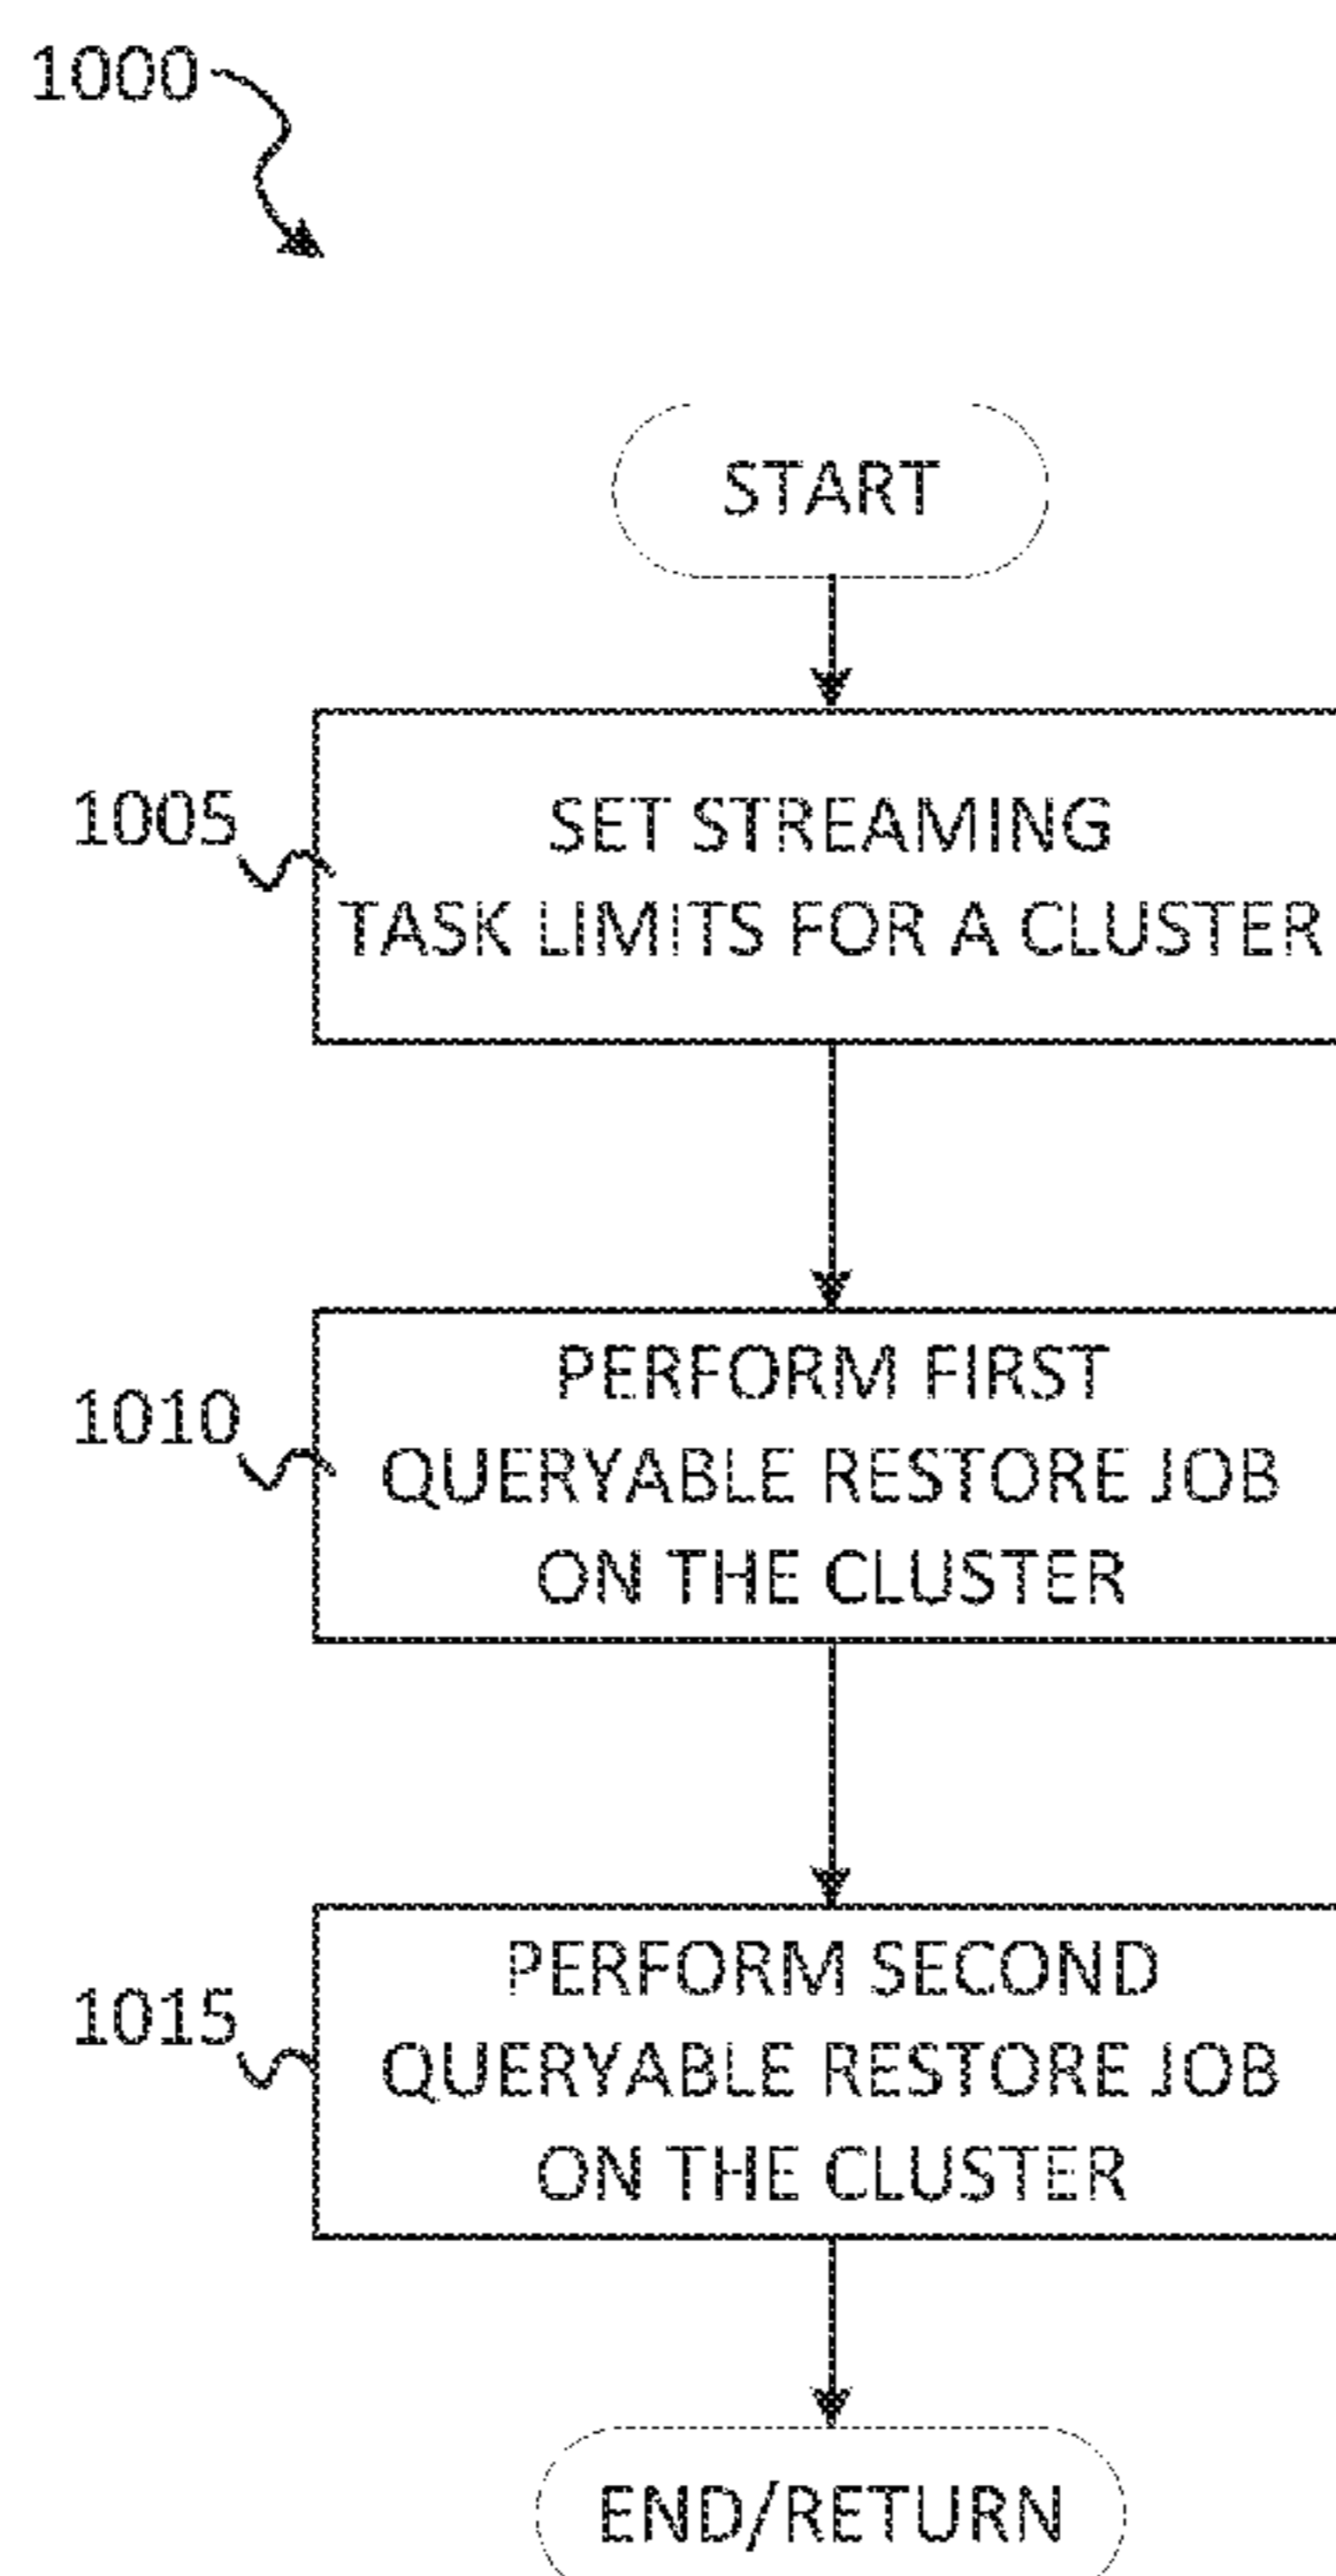 1000
START
1005
SET STREAMING
TASK LIMITS FOR A CLUSTER
1010
PERFORM FIRST
QUERYABLE RESTORE JOB
ON THE CLUSTER
1015
PERFORM SECOND
QUERYABLE RESTORE JOB
ON THE CLUSTER
END/RETURN